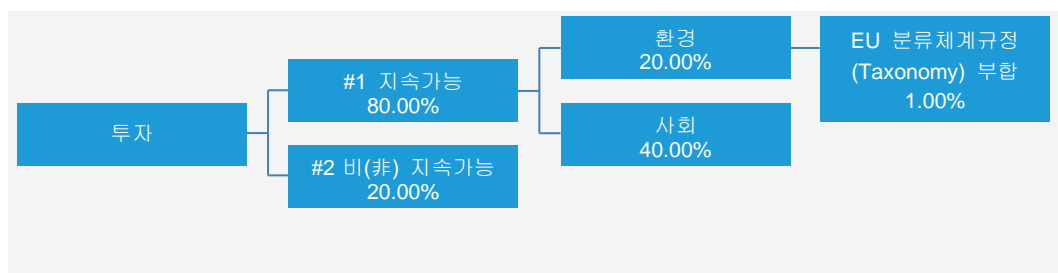 투자
#1 지속가능
80.00%
#2 비(非) 지속가능
20.00%
환경
20.00%
사회
40.00%
EU 분류체계규정
(Taxonomy) 부합
1.00%